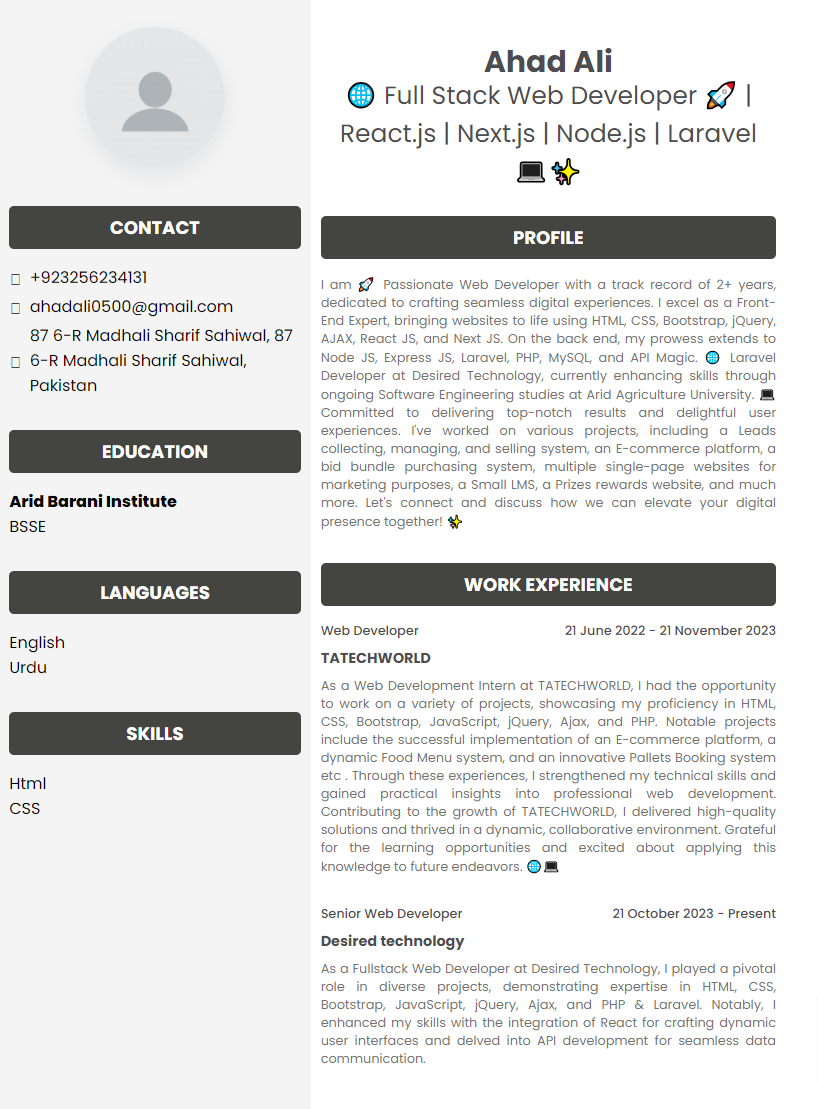 Ahad Ali
🌐 Full Stack Web Developer 🚀 |
React.js | Next.js | Node.js | Laravel
💻✨
CONTACT
+923256234131
ahadali0500@gmail.com
87 6-R Madhali Sharif Sahiwal, 87
6-R Madhali Sharif Sahiwal,
Pakistan
EDUCATION
Arid Barani Institute
BSSE
LANGUAGES
English
Urdu
SKILLS
Html
CSS
PROFILE
I am 🚀 Passionate Web Developer with a track record of 2+ years,
dedicated to crafting seamless digital experiences. I excel as a Front-
End Expert, bringing websites to life using HTML, CSS, Bootstrap, jQuery,
AJAX, React JS, and Next JS. On the back end, my prowess extends to
Node JS, Express JS, Laravel, PHP, MySQL, and API Magic. 🌐 Laravel
Developer at Desired Technology, currently enhancing skills through
ongoing Software Engineering studies at Arid Agriculture University. 💻
Committed to delivering top-notch results and delightful user
experiences. I've worked on various projects, including a Leads
collecting, managing, and selling system, an E-commerce platform, a
bid bundle purchasing system, multiple single-page websites for
marketing purposes, a Small LMS, a Prizes rewards website, and much
more. Let's connect and discuss how we can elevate your digital
presence together! ✨
WORK EXPERIENCE
Web Developer 21 June 2022 - 21 November 2023
TATECHWORLD
As a Web Development Intern at TATECHWORLD, I had the opportunity
to work on a variety of projects, showcasing my proficiency in HTML,
CSS, Bootstrap, JavaScript, jQuery, Ajax, and PHP. Notable projects
include the successful implementation of an E-commerce platform, a
dynamic Food Menu system, and an innovative Pallets Booking system
etc . Through these experiences, I strengthened my technical skills and
gained practical insights into professional web development.
Contributing to the growth of TATECHWORLD, I delivered high-quality
solutions and thrived in a dynamic, collaborative environment. Grateful
for the learning opportunities and excited about applying this
knowledge to future endeavors. 🌐💻
Senior Web Developer 21 October 2023 - Present
Desired technology
As a Fullstack Web Developer at Desired Technology, I played a pivotal
role in diverse projects, demonstrating expertise in HTML, CSS,
Bootstrap, JavaScript, jQuery, Ajax, and PHP & Laravel. Notably, I
enhanced my skills with the integration of React for crafting dynamic
user interfaces and delved into API development for seamless data
communication.